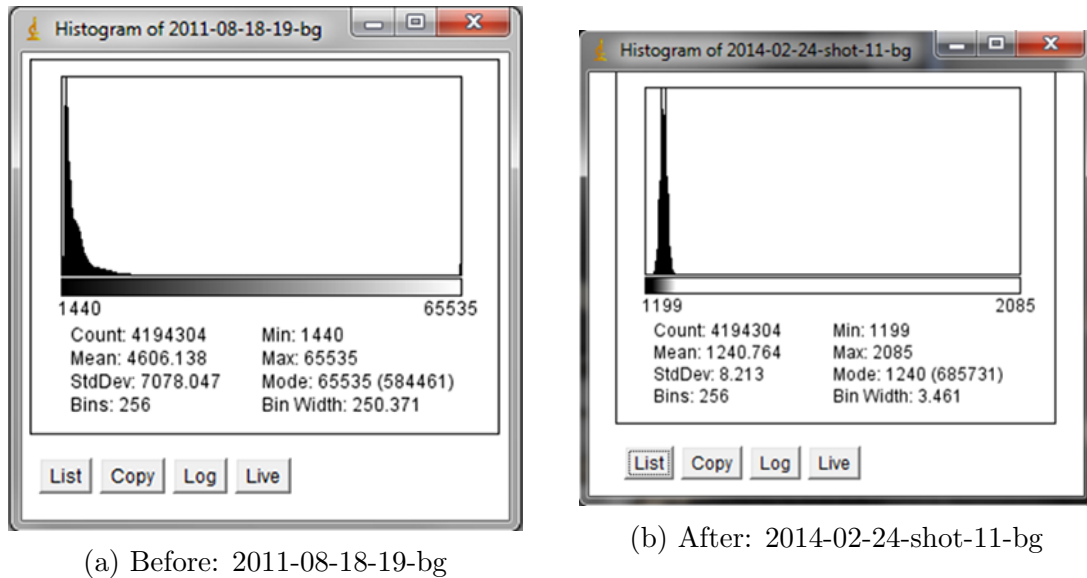 Histogram of 2011-08-18-19-bg
1440 65535
Count: 4194304 Min: 1440
Mean: 4606.138 Max: 65535
StdDev: 7078.047 Mode: 65535 (584461)
Bins: 256 Bin Width: 250.371
List Copy Log Live
(a) Before: 2011-08-18-19-bg
Histogram of 2014-02-24-shot-11-bg
1199 2085
Count: 4194304 Min: 1199
Mean: 1240.764 Max: 2085
StdDev: 8.213 Mode: 1240 (685731)
Bins: 256 Bin Width: 3.461
List Copy Log Live
(b) After: 2014-02-24-shot-11-bg